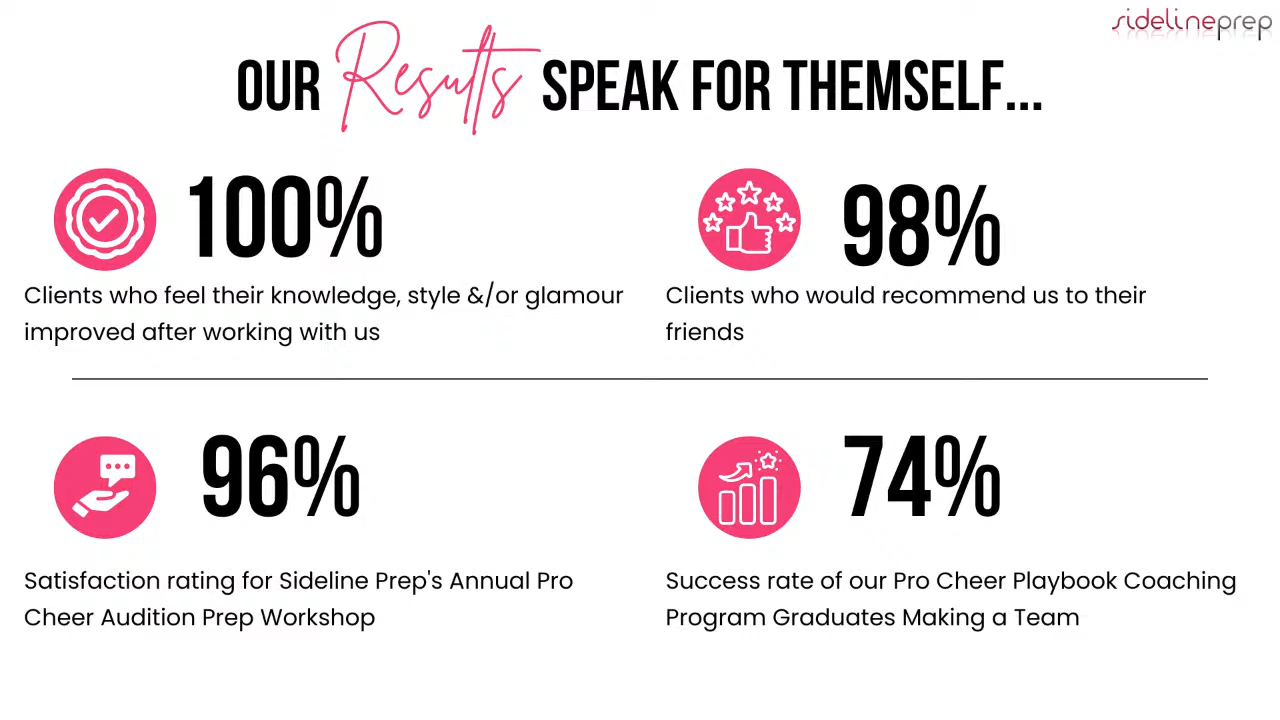 sidelineprep
OUR Results SPEAK FOR THEMSELF...
100%
Clients who feel their knowledge, style &/or glamour
improved after working with us
98%
Clients who would recommend us to their
friends
96%
Satisfaction rating for Sideline Prep's Annual Pro
Cheer Audition Prep Workshop
74%
Success rate of our Pro Cheer Playbook Coaching
Program Graduates Making a Team